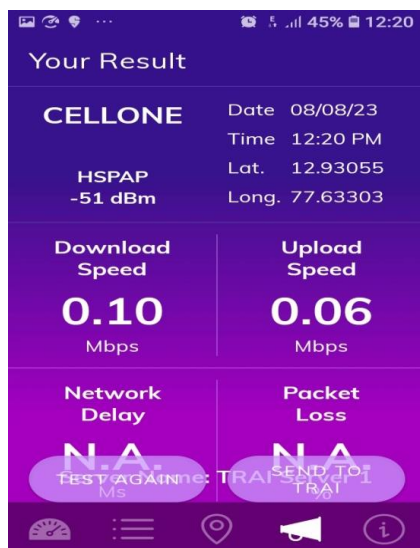 45% 12:20
Your Result
CELLONE
HSPAP
-51 dBm
Date 08/08/23
Time 12:20 PM
Lat. 12.93055
Long. 77.63303
Download
Speed
0.10
Mbps
Upload
Speed
0.06
Mbps
Network
Delay
N.A.
Ms
Packet
Loss
N.A.
%
TEST AGAIN
Name: TRAI Server 1
SEND TO
TRAI